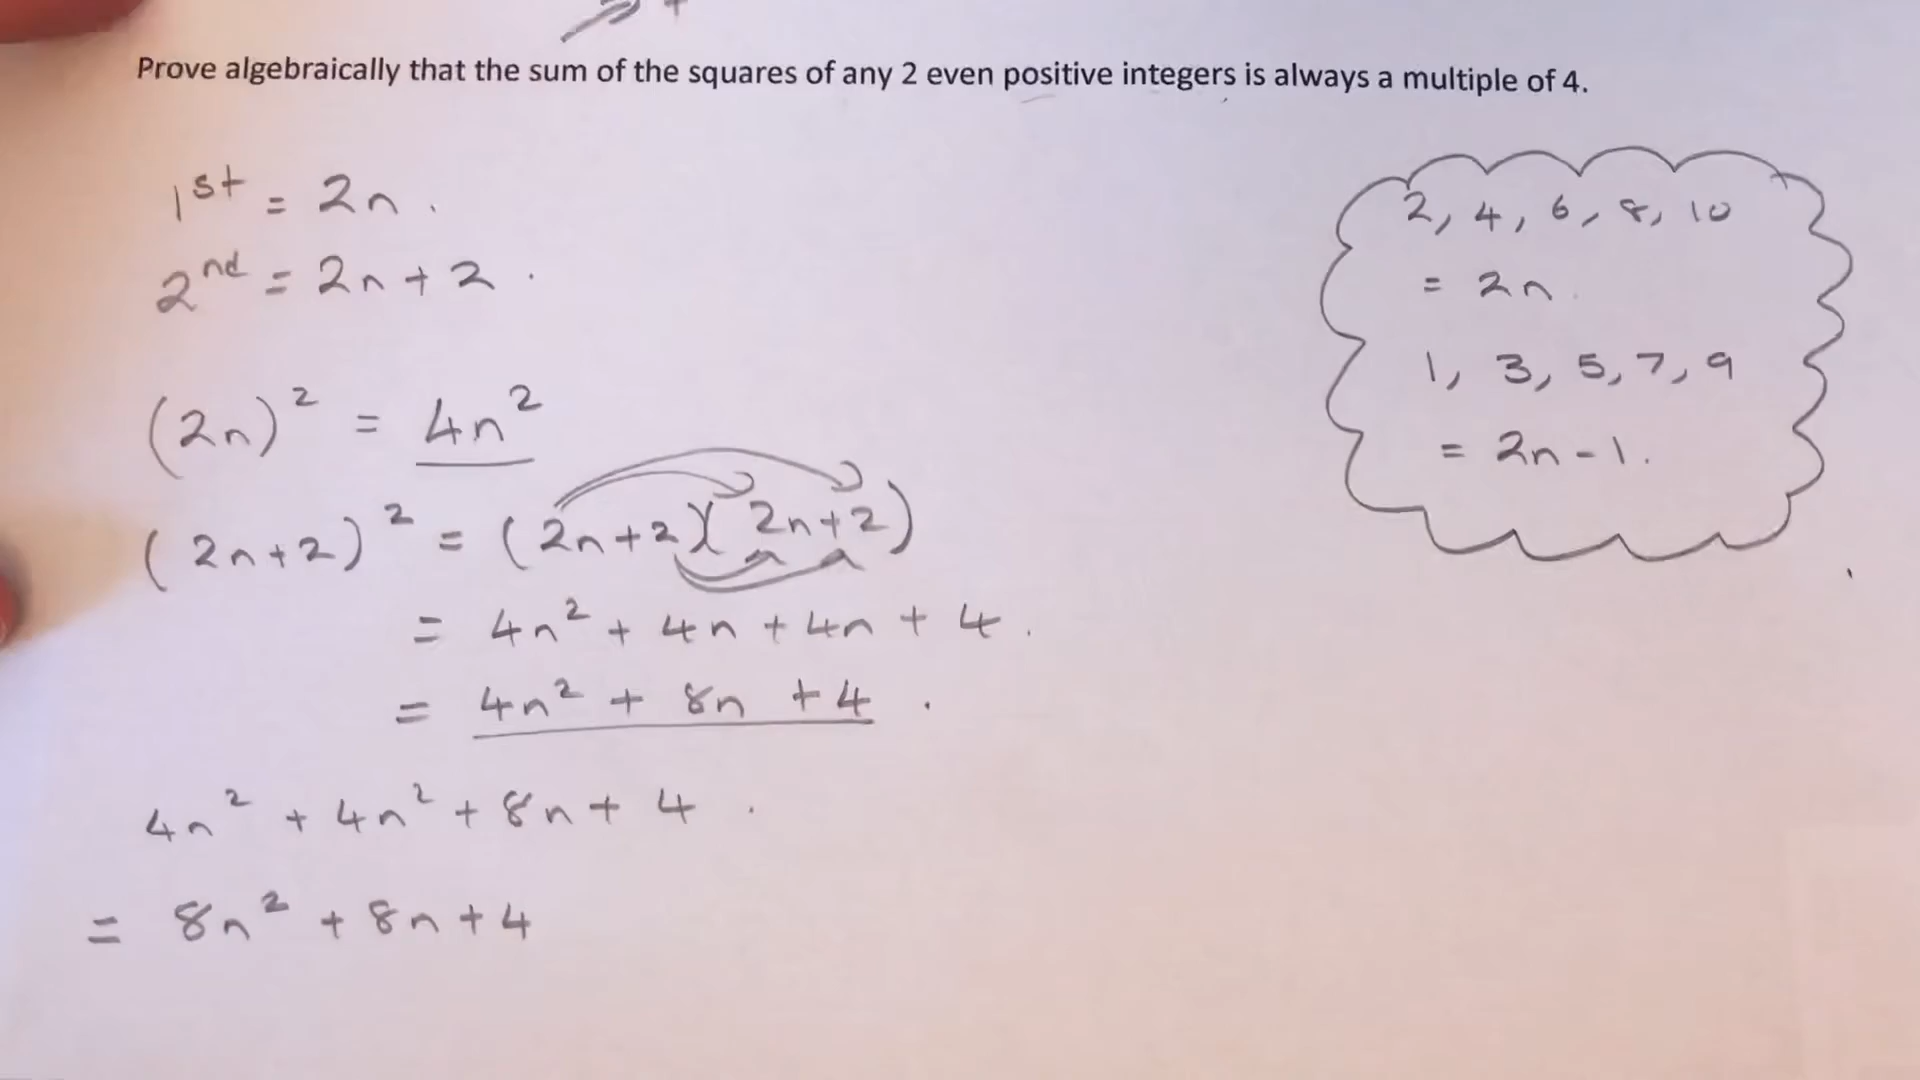 Prove algebraically that the sum of the squares of any 2 even positive integers is always a multiple of 4.
1st = 2n.
2nd = 2n+2.
(2n)² = 4n²
(2n+2)² = (2n+2)(2n+2)
= 4n² + 4n + 4n + 4.
= 4n² + 8n + 4.
4n² + 4n² + 8n + 4.
= 8n² + 8n + 4
2, 4, 6, 8, 10
= 2n.
1, 3, 5, 7, 9
= 2n - 1.